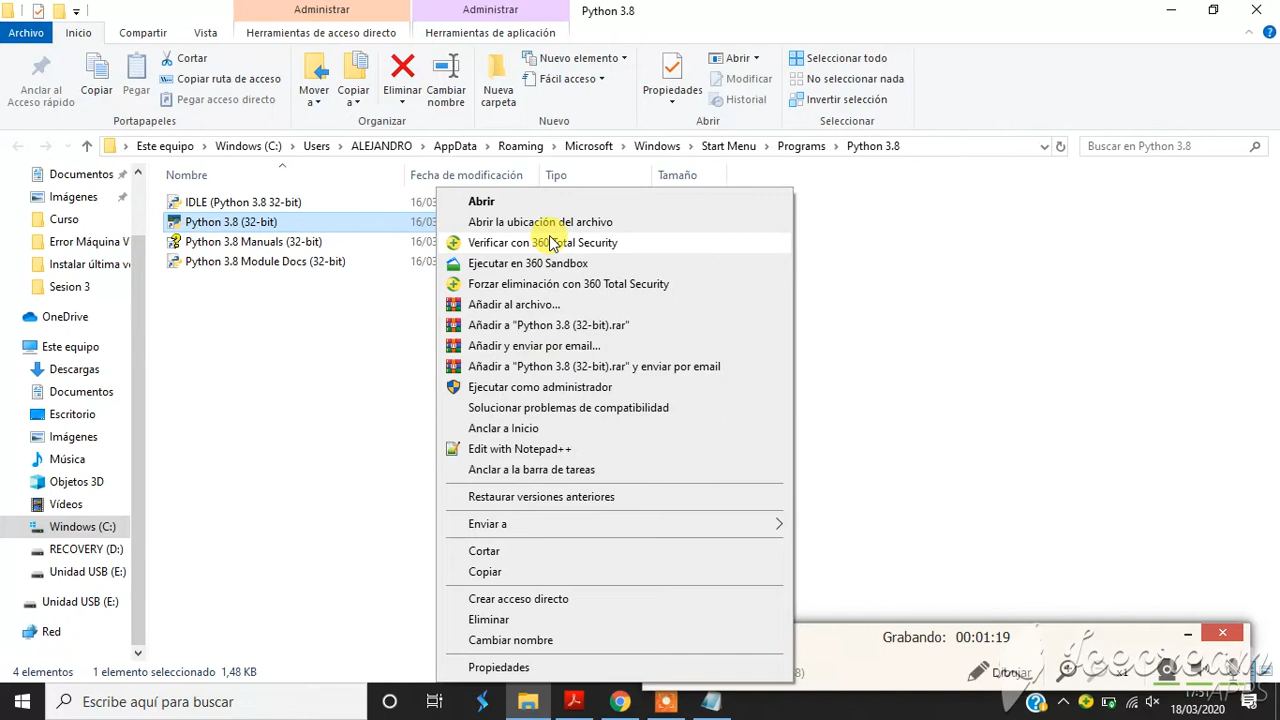 Administrar
Administrar
Python 3.8
Archivo
Inicio
Compartir
Vista
Herramientas de acceso directo
Herramientas de aplicación
Anclar al
Acceso rápido
Copiar
Pegar
Cortar
Copiar ruta de acceso
Pegar acceso directo
Portapapeles
Mover
a
Copiar
a
Eliminar
Cambiar
nombre
Organizar
Nueva
carpeta
Nuevo elemento
Fácil acceso
Nuevo
Propiedades
Abrir
Modificar
Historial
Abrir
Seleccionar todo
No seleccionar nada
Invertir selección
Seleccionar
Este equipo > Windows (C:) > Users > ALEJANDRO > AppData > Roaming > Microsoft > Windows > Start Menu > Programs > Python 3.8
Buscar en Python 3.8
Nombre
Fecha de modificación
Tipo
Tamaño
IDLE (Python 3.8 32-bit)
16/03
Python 3.8 (32-bit)
16/03
Python 3.8 Manuals (32-bit)
16/03
Python 3.8 Module Docs (32-bit)
16/03
Documentos
Imágenes
Curso
Error Máquina V
Instalar última ve
Sesion 3
OneDrive
Este equipo
Descargas
Documentos
Escritorio
Imágenes
Música
Objetos 3D
Vídeos
Windows (C:)
RECOVERY (D:)
Unidad USB (E:)
Unidad USB (E:)
Red
Abrir
Abrir la ubicación del archivo
Verificar con 360 Total Security
Ejecutar en 360 Sandbox
Forzar eliminación con 360 Total Security
Añadir al archivo...
Añadir a "Python 3.8 (32-bit).rar"
Añadir y enviar por email...
Añadir a "Python 3.8 (32-bit).rar" y enviar por email
Ejecutar como administrador
Solucionar problemas de compatibilidad
Anclar a Inicio
Edit with Notepad++
Anclar a la barra de tareas
Restaurar versiones anteriores
Enviar a
Cortar
Copiar
Crear acceso directo
Eliminar
Cambiar nombre
Propiedades
4 elementos
1 elemento seleccionado 1,48 KB
Grabando: 00:01:19
Dibujar
x1
Icecream
APPS
Escribe aquí para buscar
17:51
18/03/2020